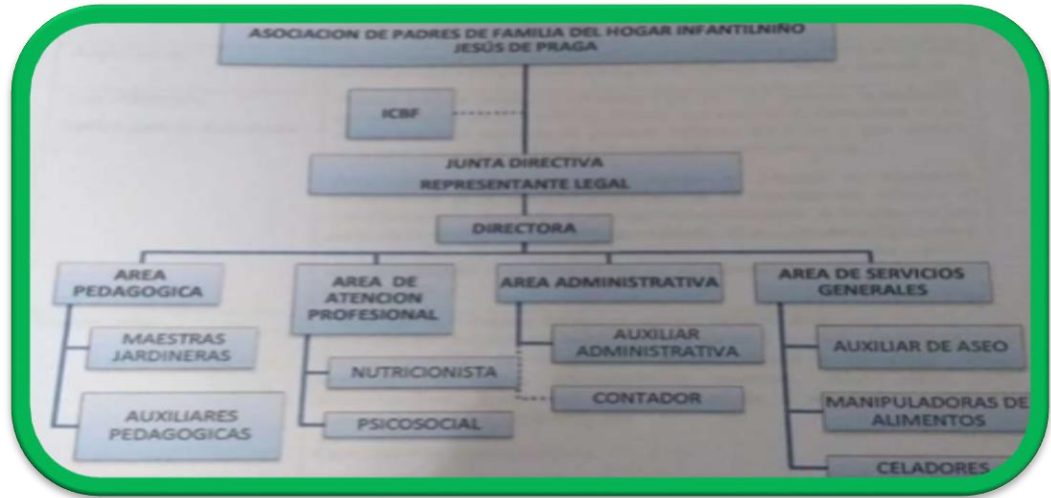 ASOCIACION DE PADRES DE FAMILIA DEL HOGAR INFANTILNIÑO
JESÚS DE PRAGA
ICBF
JUNTA DIRECTIVA
REPRESENTANTE LEGAL
DIRECTORA
AREA
PEDAGOGICA
MAESTRAS
JARDINERAS
AUXILIARES
PEDAGOGICAS
AREA DE
ATENCION
PROFESIONAL
NUTRICIONISTA
PSICOSOCIAL
AREA ADMINISTRATIVA
AUXILIAR
ADMINISTRATIVA
CONTADOR
AREA DE SERVICIOS
GENERALES
AUXILIAR DE ASEO
MANIPULADORAS DE
ALIMENTOS
CELADORES